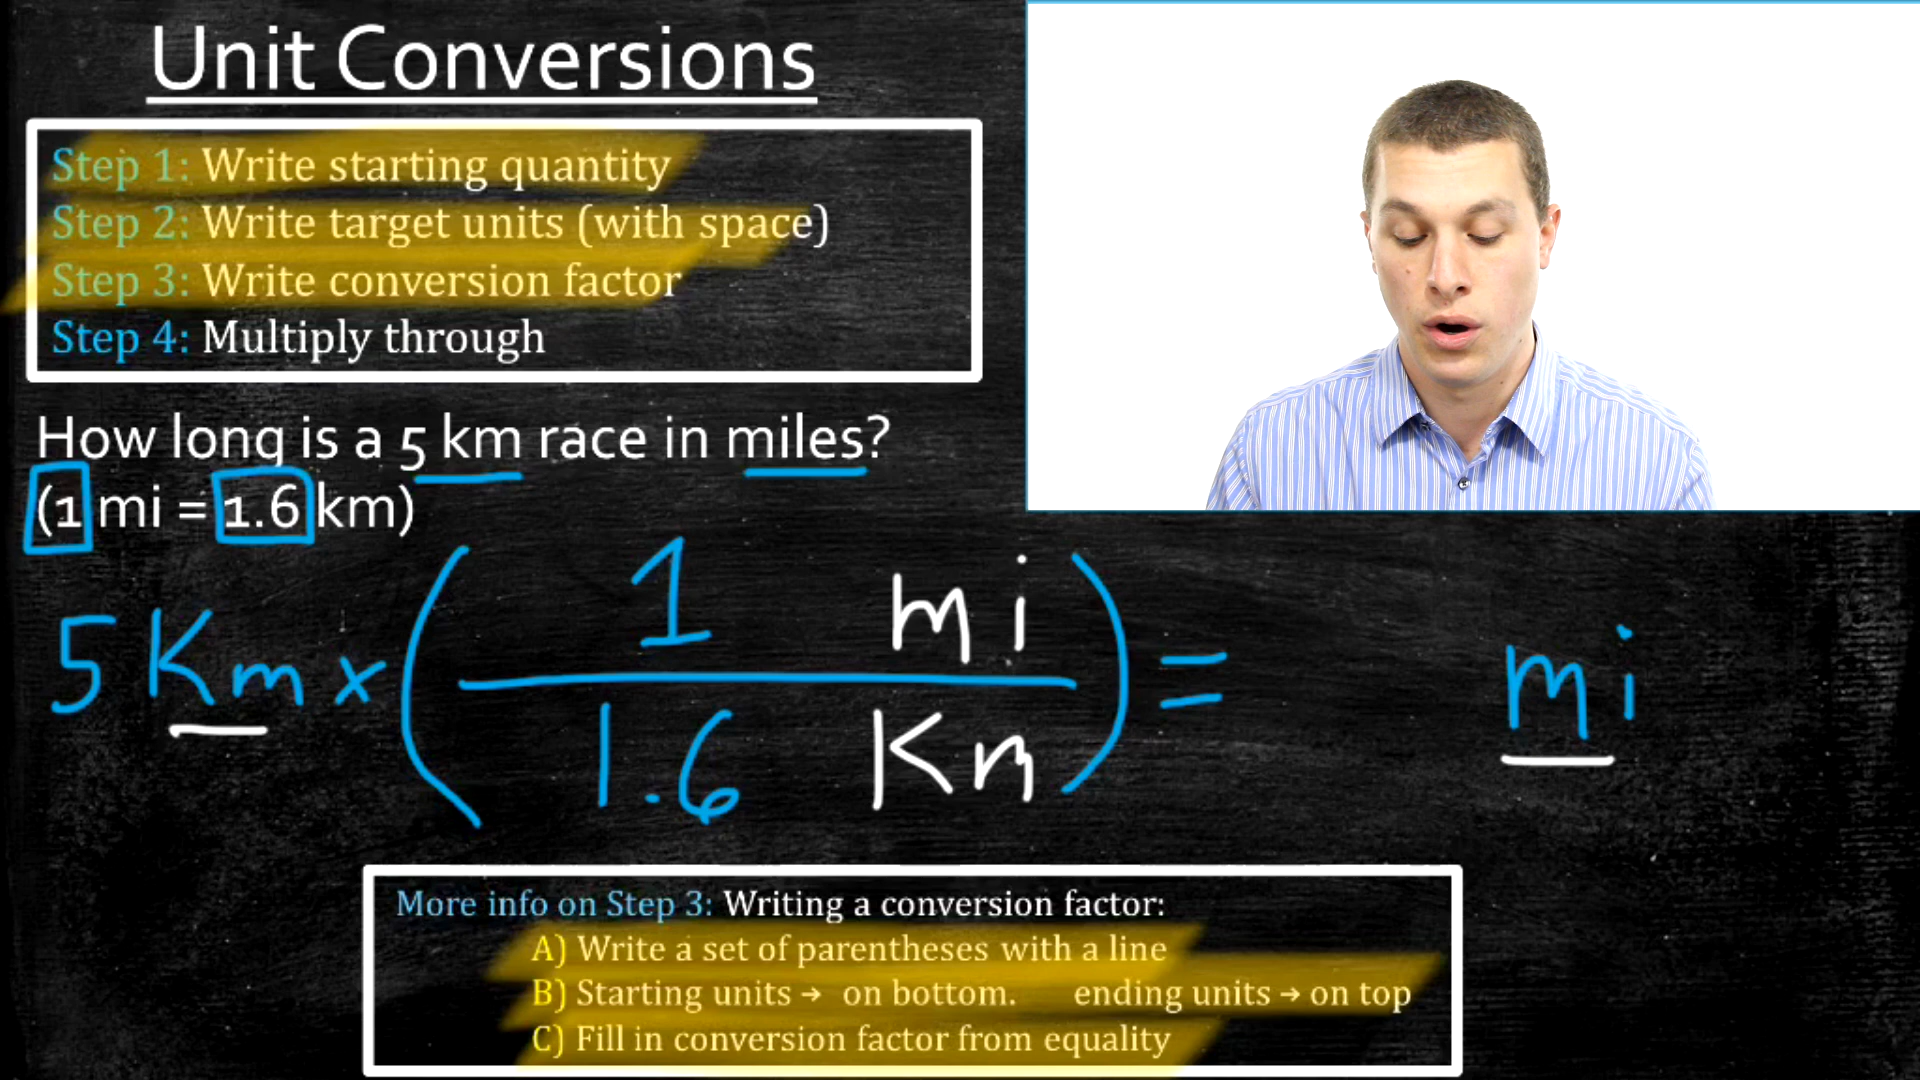 Unit Conversions
Step 1: Write starting quantity
Step 2: Write target units (with space)
Step 3: Write conversion factor
Step 4: Multiply through
How long is a 5 km race in miles?
(1 mi = 1.6 km)
1 mi
5 Km x ( ) = mi
1.6 Km
More info on Step 3: Writing a conversion factor:
A) Write a set of parentheses with a line
B) Starting units → on bottom. ending units → on top
C) Fill in conversion factor from equality